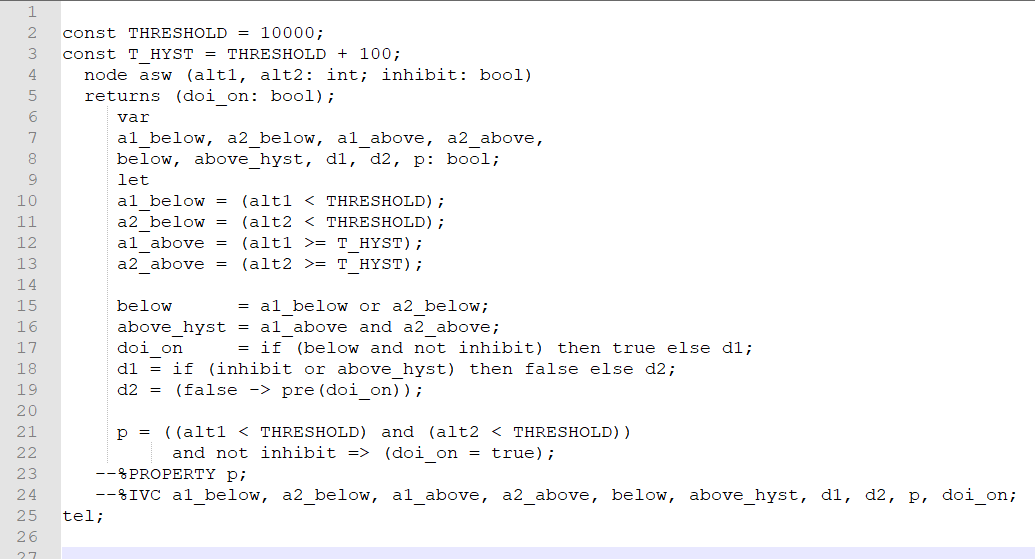 1
2 const THRESHOLD = 10000;
3 const T_HYST = THRESHOLD + 100;
4 node asw (alt1, alt2: int; inhibit: bool)
5 returns (doi_on: bool);
6 var
7 a1_below, a2_below, a1_above, a2_above,
8 below, above_hyst, d1, d2, p: bool;
9 let
10 a1_below = (alt1 < THRESHOLD);
11 a2_below = (alt2 < THRESHOLD);
12 a1_above = (alt1 >= T_HYST);
13 a2_above = (alt2 >= T_HYST);
14
15 below = a1_below or a2_below;
16 above_hyst = a1_above and a2_above;
17 doi_on = if (below and not inhibit) then true else d1;
18 d1 = if (inhibit or above_hyst) then false else d2;
19 d2 = (false -> pre(doi_on));
20
21 p = ((alt1 < THRESHOLD) and (alt2 < THRESHOLD))
22 and not inhibit => (doi_on = true);
23 --%PROPERTY p;
24 --%IVC a1_below, a2_below, a1_above, a2_above, below, above_hyst, d1, d2, p, doi_on;
25 tel;
26
27